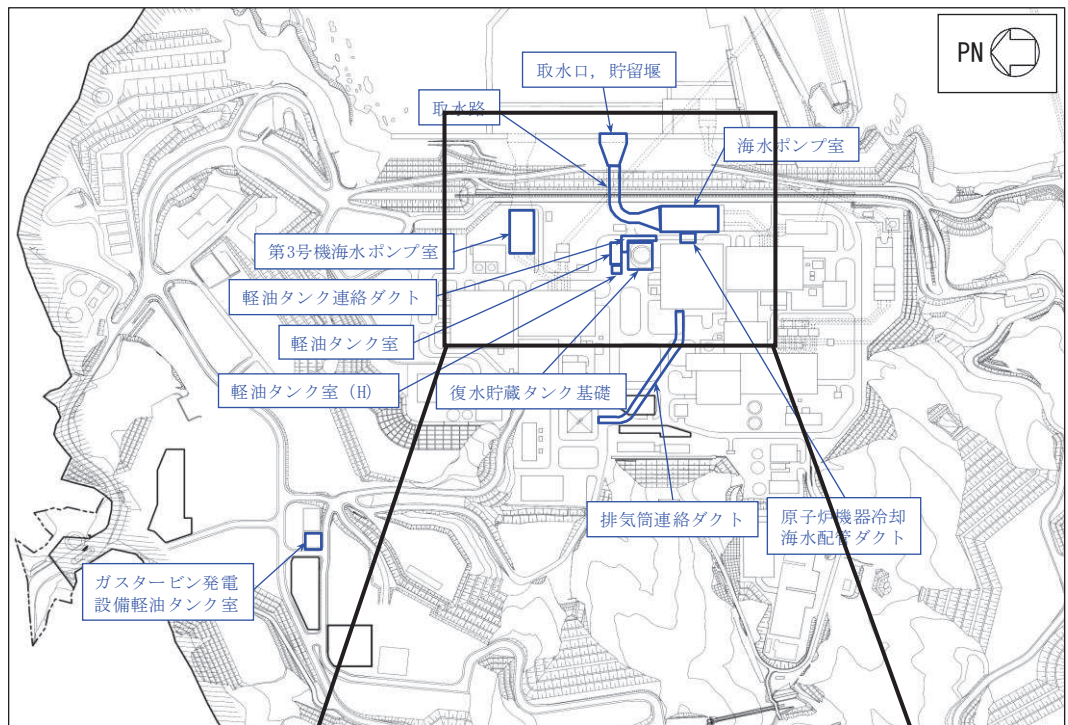 PN
取水口，貯留堰
取水路
海水ポンプ室
第3号機海水ポンプ室
軽油タンク連絡ダクト
軽油タンク室
軽油タンク室（H）
復水貯蔵タンク基礎
排気筒連絡ダクト
原子炉機器冷却
海水配管ダクト
ガスタービン発電
設備軽油タンク室